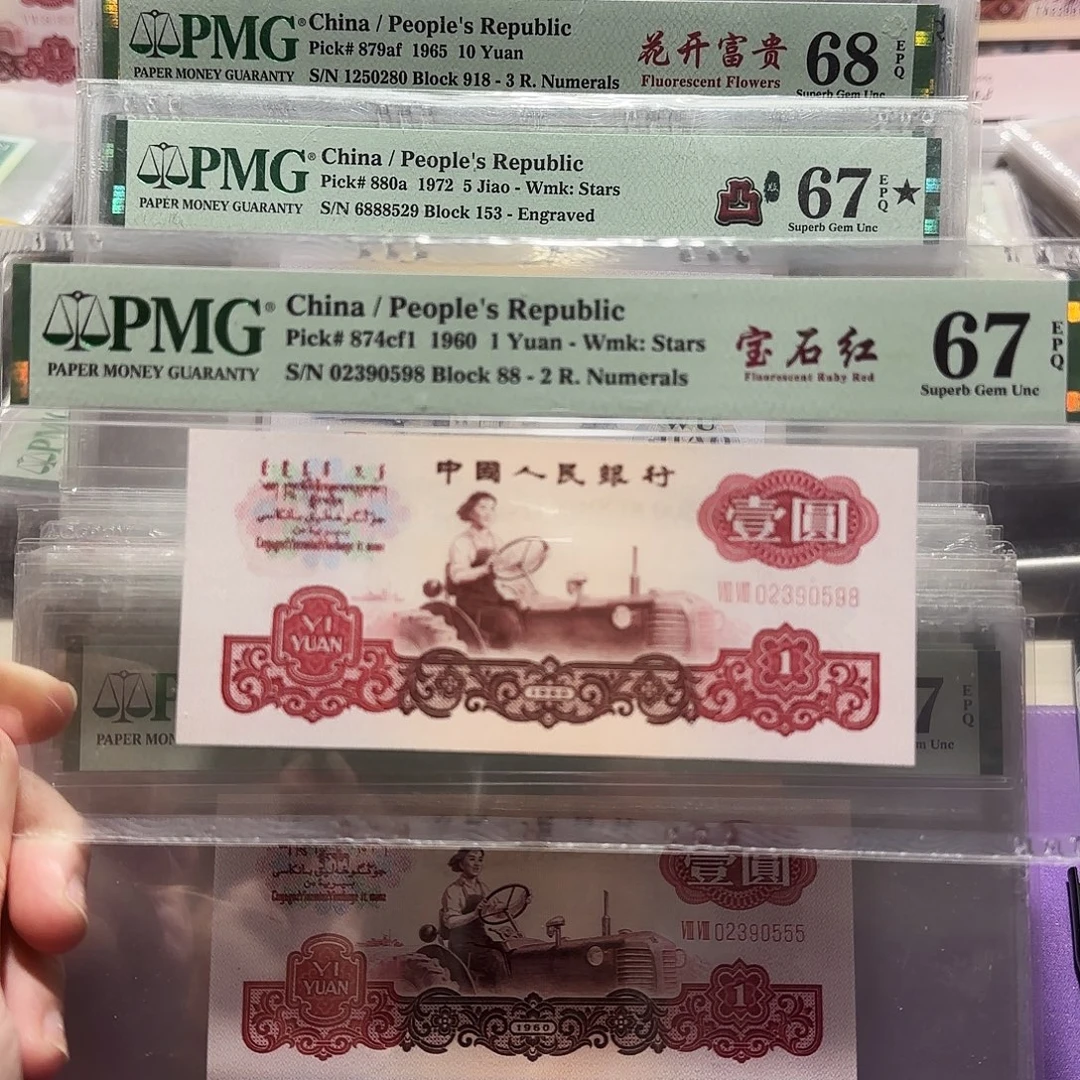 PMG® China / People's Republic
Pick# 879af 1965 10 Yuan
PAPER MONEY GUARANTY
S/N 1250280 Block 918 - 3 R. Numerals
花开富贵
Fluorescent Flowers
68
EPQ
Superb Gem Unc
PMG® China / People's Republic
Pick# 880a 1972 5 Jiao - Wmk: Stars
PAPER MONEY GUARANTY
S/N 6888529 Block 153 - Engraved
67
EPQ
Superb Gem Unc
PMG® China / People's Republic
Pick# 874cf1 1960 1 Yuan - Wmk: Stars
PAPER MONEY GUARANTY
S/N 02390598 Block 88 - 2 R. Numerals
宝石红
Fluorescent Ruby Red
67
EPQ
Superb Gem Unc
PMG
WU
中國人民銀行
壹圓
VIII VIII 02390598
YI
YUAN
1
1960
PAPER MON
7
EPQ
m Unc
壹圓
VIII VIII 02390555
YI
YUAN
1
1960